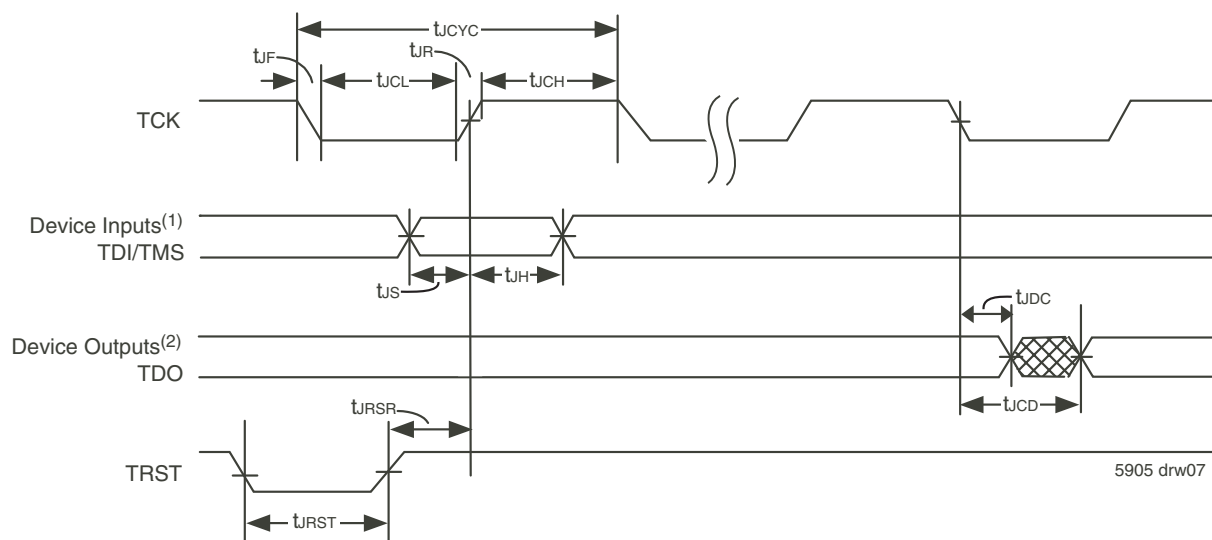 tJCYC
tJF
tJR
tJCL
tJCH
TCK
Device Inputs(1)
TDI/TMS
tJS
tJH
tJDC
Device Outputs(2)
TDO
tJCD
tJRSR
TRST
5905 drw07
tJRST